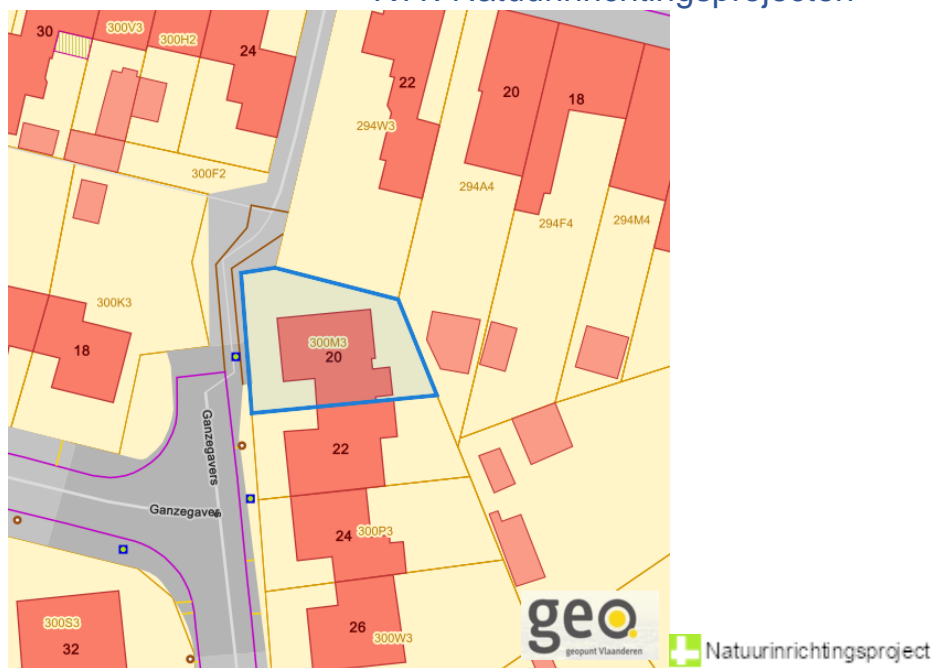 30
300V3
300H2
24
22
20
18
294W3
300F2
294A4
294F4
294M4
300K3
18
300M3
20
Ganzegavers
22
Ganzegavers
24
300P3
26
300W3
300S3
32
geo.
geopunt Vlaanderen
Natuurinrichtingsproject